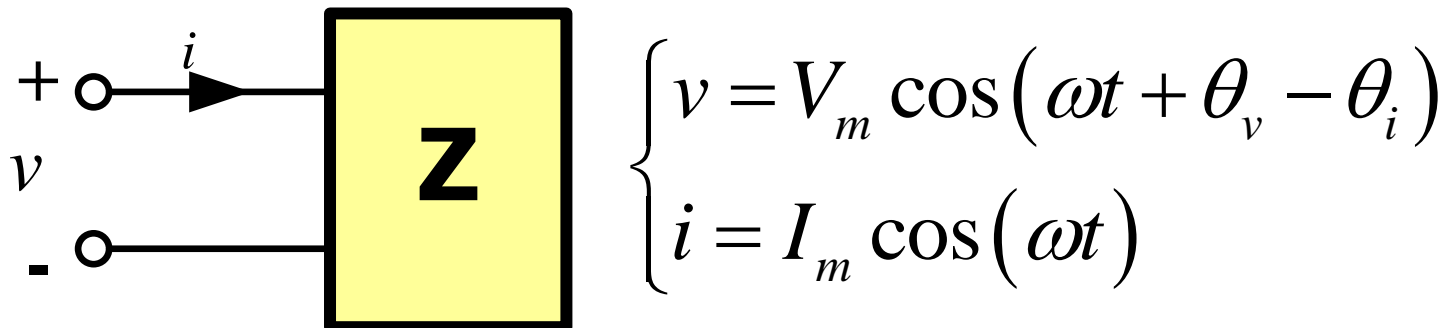 +
i
v
-
Z
v = V_m cos(ωt + θ_v − θ_i)
i = I_m cos(ωt)